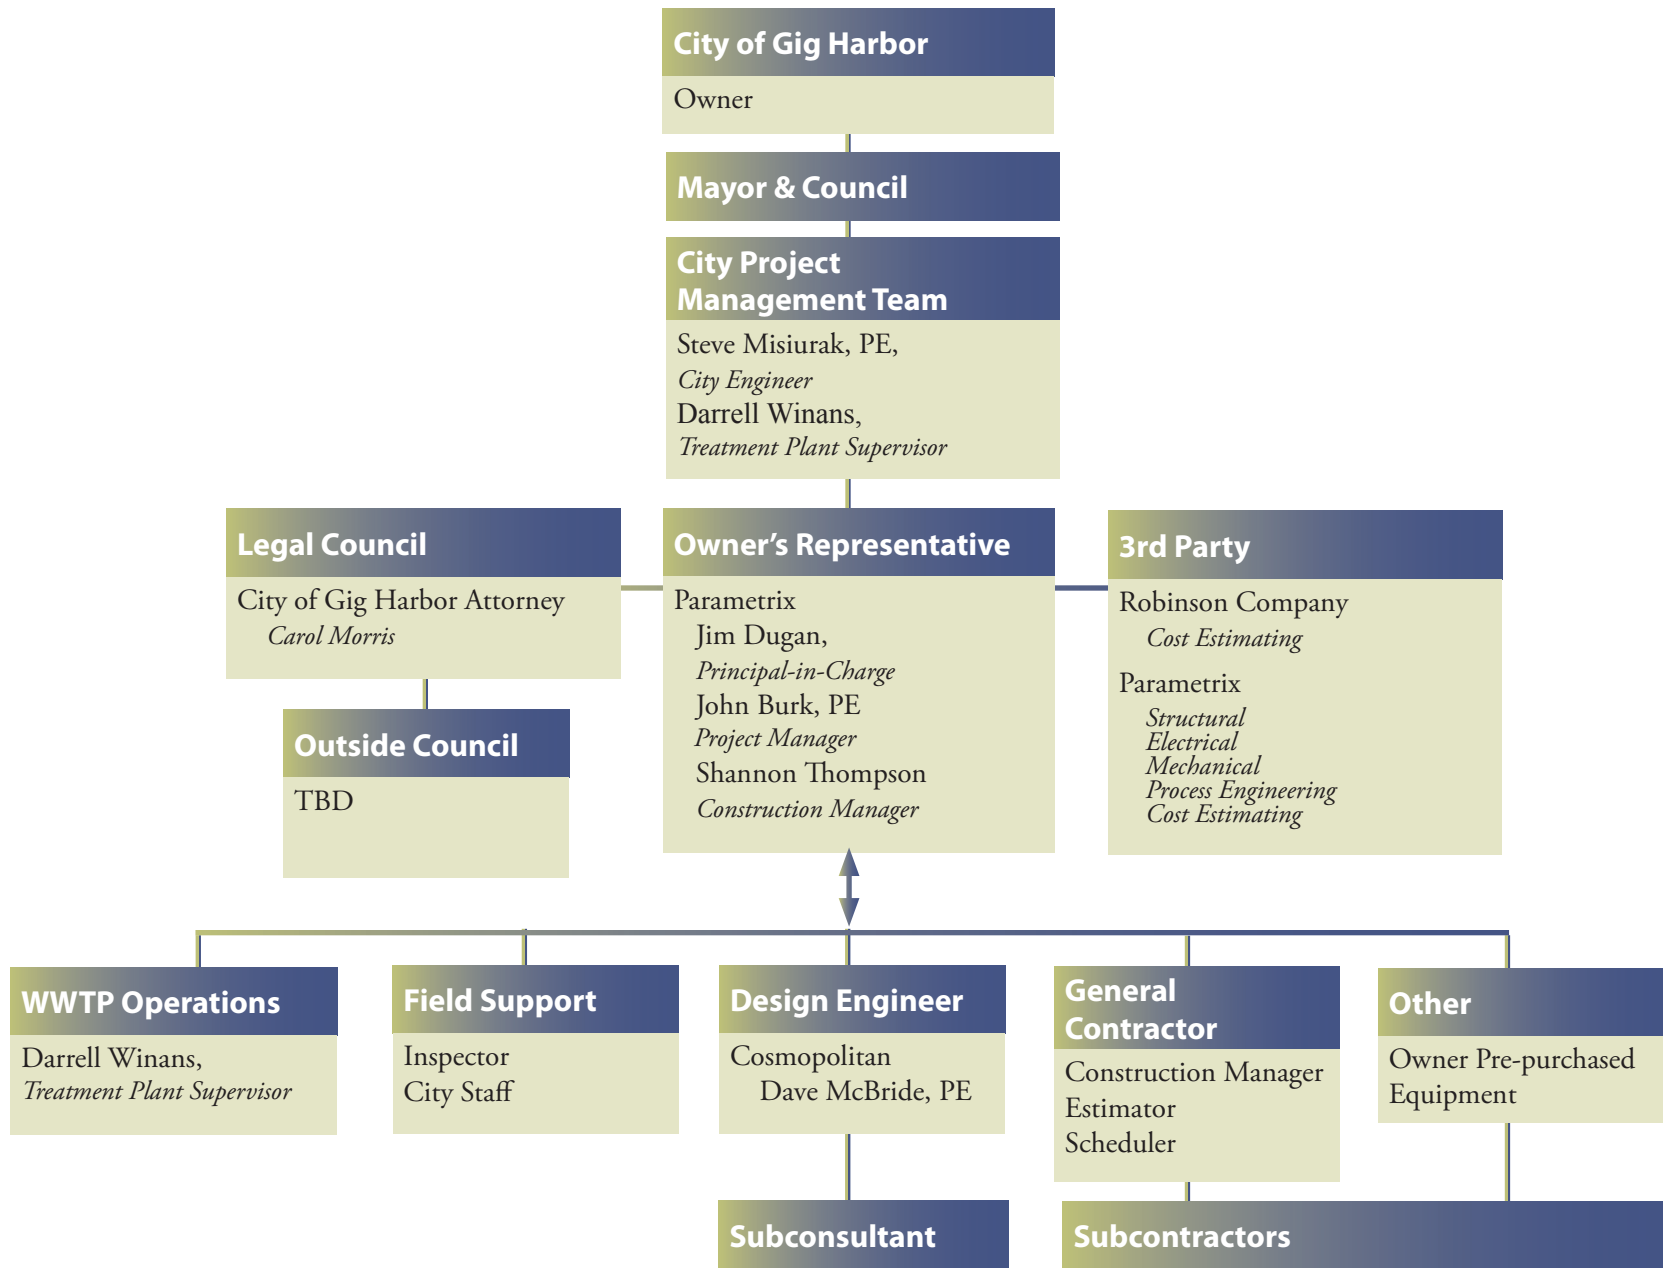 City of Gig Harbor
Owner
Mayor & Council
City Project
Management Team
Steve Misiurak, PE,
City Engineer
Darrell Winans,
Treatment Plant Supervisor
Legal Council
City of Gig Harbor Attorney
Carol Morris
Outside Council
TBD
Owner’s Representative
Parametrix
Jim Dugan,
Principal-in-Charge
John Burk, PE
Project Manager
Shannon Thompson
Construction Manager
3rd Party
Robinson Company
Cost Estimating
Parametrix
Structural
Electrical
Mechanical
Process Engineering
Cost Estimating
WWTP Operations
Darrell Winans,
Treatment Plant Supervisor
Field Support
Inspector
City Staff
Design Engineer
Cosmopolitan
Dave McBride, PE
Subconsultant
General
Contractor
Construction Manager
Estimator
Scheduler
Other
Owner Pre-purchased
Equipment
Subcontractors